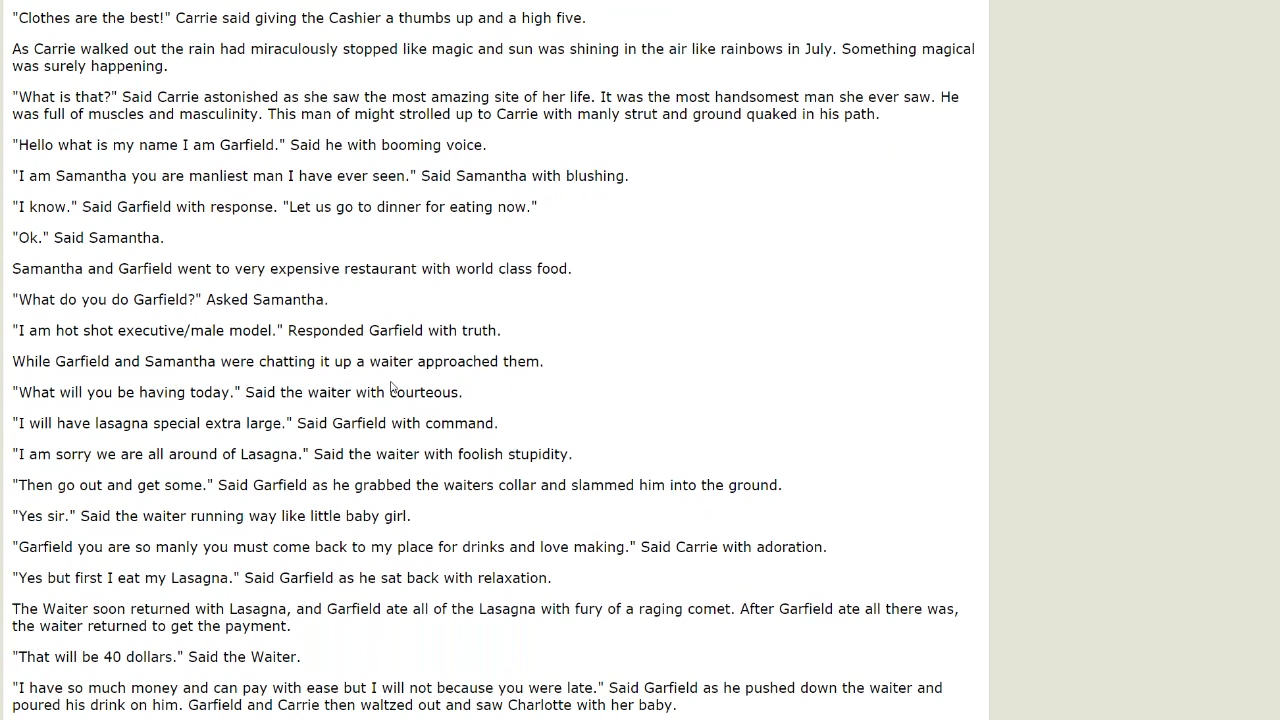 "Clothes are the best!" Carrie said giving the Cashier a thumbs up and a high five.
As Carrie walked out the rain had miraculously stopped like magic and sun was shining in the air like rainbows in July. Something magical
was surely happening.
"What is that?" Said Carrie astonished as she saw the most amazing site of her life. It was the most handsomest man she ever saw. He
was full of muscles and masculinity. This man of might strolled up to Carrie with manly strut and ground quaked in his path.
"Hello what is my name I am Garfield." Said he with booming voice.
"I am Samantha you are manliest man I have ever seen." Said Samantha with blushing.
"I know." Said Garfield with response. "Let us go to dinner for eating now."
"Ok." Said Samantha.
Samantha and Garfield went to very expensive restaurant with world class food.
"What do you do Garfield?" Asked Samantha.
"I am hot shot executive/male model." Responded Garfield with truth.
While Garfield and Samantha were chatting it up a waiter approached them.
"What will you be having today." Said the waiter with courteous.
"I will have lasagna special extra large." Said Garfield with command.
"I am sorry we are all around of Lasagna." Said the waiter with foolish stupidity.
"Then go out and get some." Said Garfield as he grabbed the waiters collar and slammed him into the ground.
"Yes sir." Said the waiter running way like little baby girl.
"Garfield you are so manly you must come back to my place for drinks and love making." Said Carrie with adoration.
"Yes but first I eat my Lasagna." Said Garfield as he sat back with relaxation.
The Waiter soon returned with Lasagna, and Garfield ate all of the Lasagna with fury of a raging comet. After Garfield ate all there was,
the waiter returned to get the payment.
"That will be 40 dollars." Said the Waiter.
"I have so much money and can pay with ease but I will not because you were late." Said Garfield as he pushed down the waiter and
poured his drink on him. Garfield and Carrie then waltzed out and saw Charlotte with her baby.